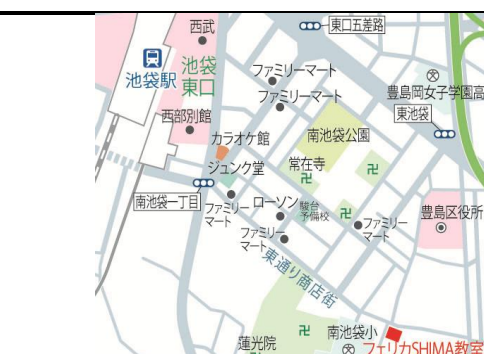 西武
東口五差路
池袋駅
池袋
東口
ファミリーマート
ファミリーマート
豊島岡女子学園高
東池袋
西部別館
カラオケ館
南池袋公園
ジュンク堂
常在寺
南池袋一丁目
ファミリー
マート
ローソン
駿台
予備校
ファミリー
マート
豊島区役所
ファミリー
マート
東通り商店街
蓮光院
南池袋小
フェリカSHIMA教室